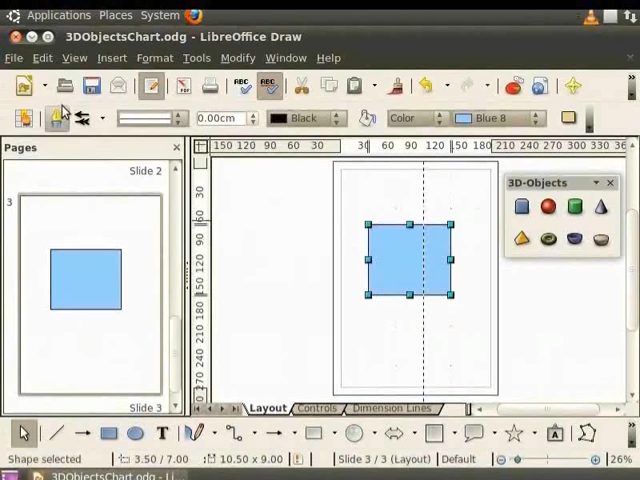 Applications Places System
3DObjectsChart.odg - LibreOffice Draw
File Edit View Insert Format Tools Modify Window Help
ABC ABC
0.00cm Black Color Blue 8
Pages
150 120 90 60 30 30 60 90 120 150 180 210 240 270 300 330
Slide 2
3
30 60 90 120 150 180 210 240 270
3D-Objects
Slide 3
Layout Controls Dimension Lines
T A
Shape selected 3.50 / 7.00 10.50 x 9.00 Slide 3 / 3 (Layout) Default 26%
3DObjectsChart.odg - Li...